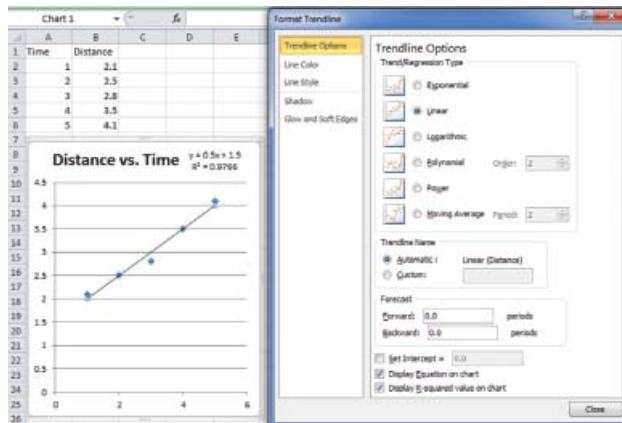 Chart 1
fx
A B C D E
1 Time Distance
2 1 2.1
3 2 2.5
4 3 2.8
5 4 3.5
6 5 4.1
7
8
9
10
11
12
13
14
15
16
17
18
19
20
21
22
23
24
25
26
Distance vs. Time
y = 0.5x + 1.5
R² = 0.9766
4.5
4
3.5
3
2.5
2
1.5
1
0.5
0
0 2 4 6
Format Trendline
Trendline Options
Line Color
Line Style
Shadow
Glow and Soft Edges
Trendline Options
Trend/Regression Type
Exponential
Linear
Logarithmic
Polynomial Order: 2
Power
Moving Average Period: 2
Trendline Name
Automatic : Linear (Distance)
Custom:
Forecast
Forward: 0.0 periods
Backward: 0.0 periods
Set Intercept = 0.0
Display Equation on chart
Display R-squared value on chart
Close